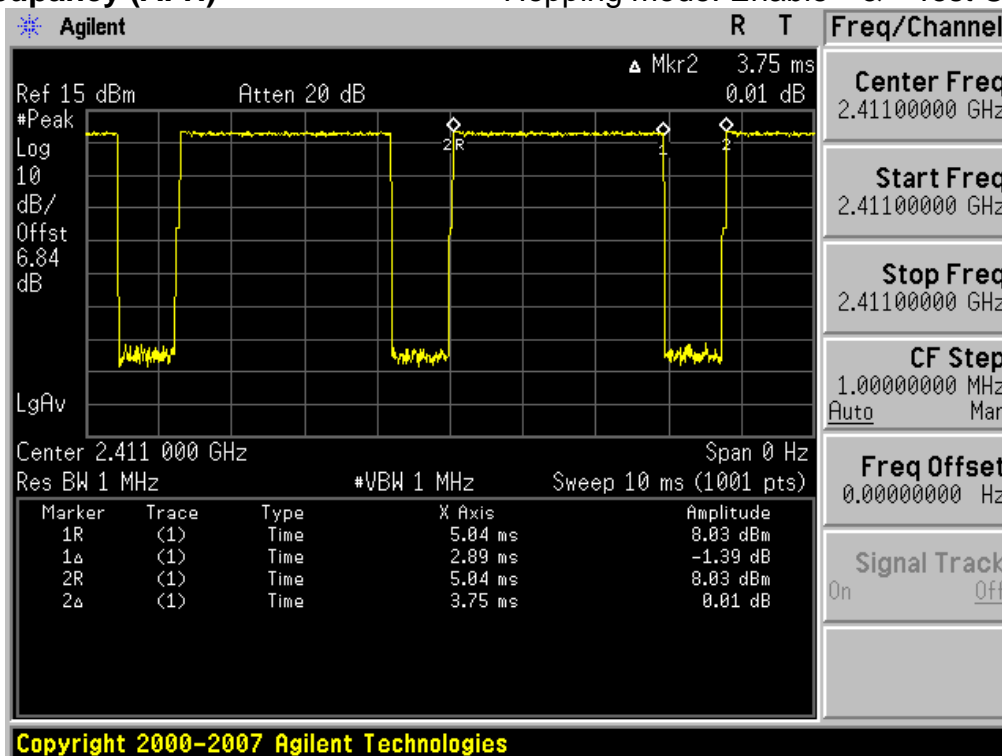 Agilent R T Freq/Channel
▵ Mkr2 3.75 ms
Ref 15 dBm Atten 20 dB 0.01 dB
#Peak
Log
10
dB/
Offst
6.84
dB
LgAv
2R 1 2
Center 2.411 000 GHz Span 0 Hz
Res BW 1 MHz #VBW 1 MHz Sweep 10 ms (1001 pts)
Marker Trace Type X Axis Amplitude
1R (1) Time 5.04 ms 8.03 dBm
1▵ (1) Time 2.89 ms -1.39 dB
2R (1) Time 5.04 ms 8.03 dBm
2▵ (1) Time 3.75 ms 0.01 dB
Center Freq
2.41100000 GHz
Start Freq
2.41100000 GHz
Stop Freq
2.41100000 GHz
CF Step
1.00000000 MHz
Auto Man
Freq Offset
0.00000000 Hz
Signal Track
On Off
Copyright 2000-2007 Agilent Technologies